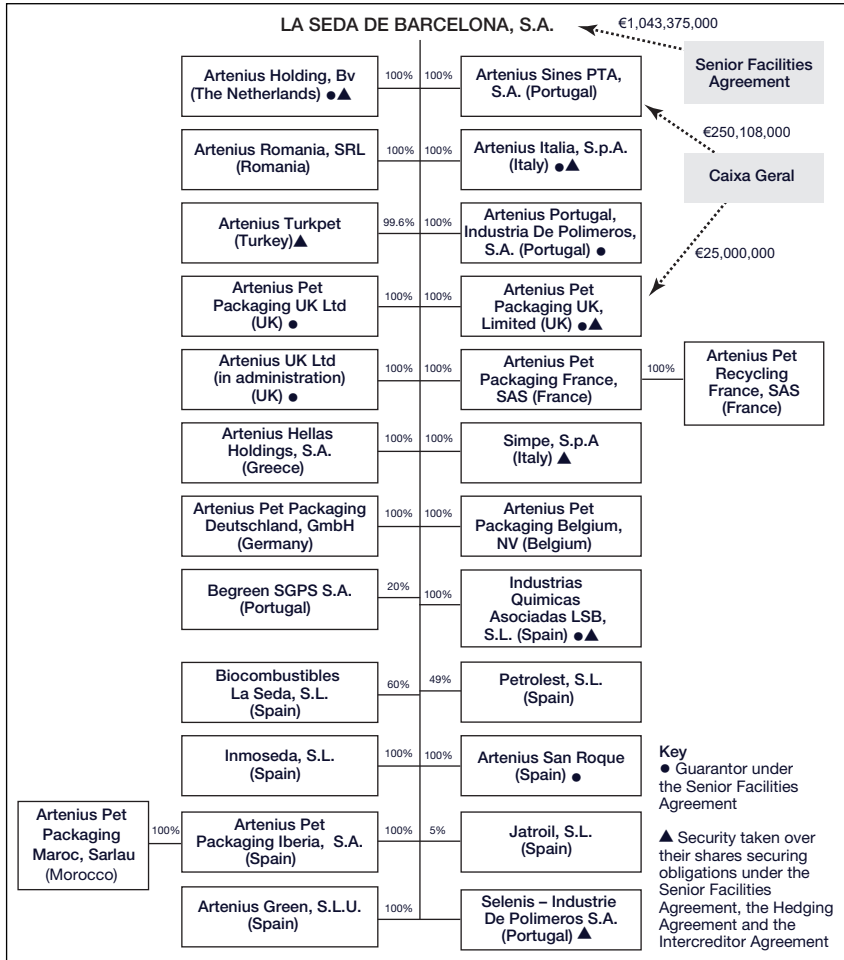 LA SEDA DE BARCELONA, S.A.
€1,043,375,000
Senior Facilities
Agreement
Artenius Holding, Bv
(The Netherlands) ●▲
100%
100%
Artenius Sines PTA,
S.A. (Portugal)
€250,108,000
Artenius Romania, SRL
(Romania)
100%
100%
Artenius Italia, S.p.A.
(Italy) ●▲
Caixa Geral
Artenius Turkpet
(Turkey)▲
99.6%
100%
Artenius Portugal,
Industria De Polimeros,
S.A. (Portugal) ●
€25,000,000
Artenius Pet
Packaging UK Ltd
(UK) ●
100%
100%
Artenius Pet
Packaging UK,
Limited (UK) ●▲
Artenius UK Ltd
(in administration)
(UK) ●
100%
100%
Artenius Pet
Packaging France,
SAS (France)
100%
Artenius Pet
Recycling
France, SAS
(France)
Artenius Hellas
Holdings, S.A.
(Greece)
100%
100%
Simpe, S.p.A
(Italy) ▲
Artenius Pet Packaging
Deutschland, GmbH
(Germany)
100%
100%
Artenius Pet
Packaging Belgium,
NV (Belgium)
Begreen SGPS S.A.
(Portugal)
20%
100%
Industrias
Quimicas
Asociadas LSB,
S.L. (Spain) ●▲
Biocombustibles
La Seda, S.L.
(Spain)
60%
49%
Petrolest, S.L.
(Spain)
Inmoseda, S.L.
(Spain)
100%
100%
Artenius San Roque
(Spain) ●
Artenius Pet
Packaging
Maroc, Sarlau
(Morocco)
100%
Artenius Pet
Packaging Iberia, S.A.
(Spain)
100%
5%
Jatroil, S.L.
(Spain)
Artenius Green, S.L.U.
(Spain)
100%
Selenis – Industrie
De Polimeros S.A.
(Portugal) ▲
Key
● Guarantor under
the Senior Facilities
Agreement
▲ Security taken over
their shares securing
obligations under the
Senior Facilities
Agreement, the Hedging
Agreement and the
Intercreditor Agreement